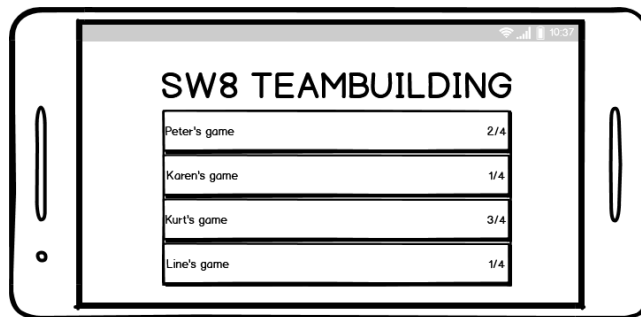 10:37
SW8 TEAMBUILDING
Peter's game 2/4
Karen's game 1/4
Kurt's game 3/4
Line's game 1/4